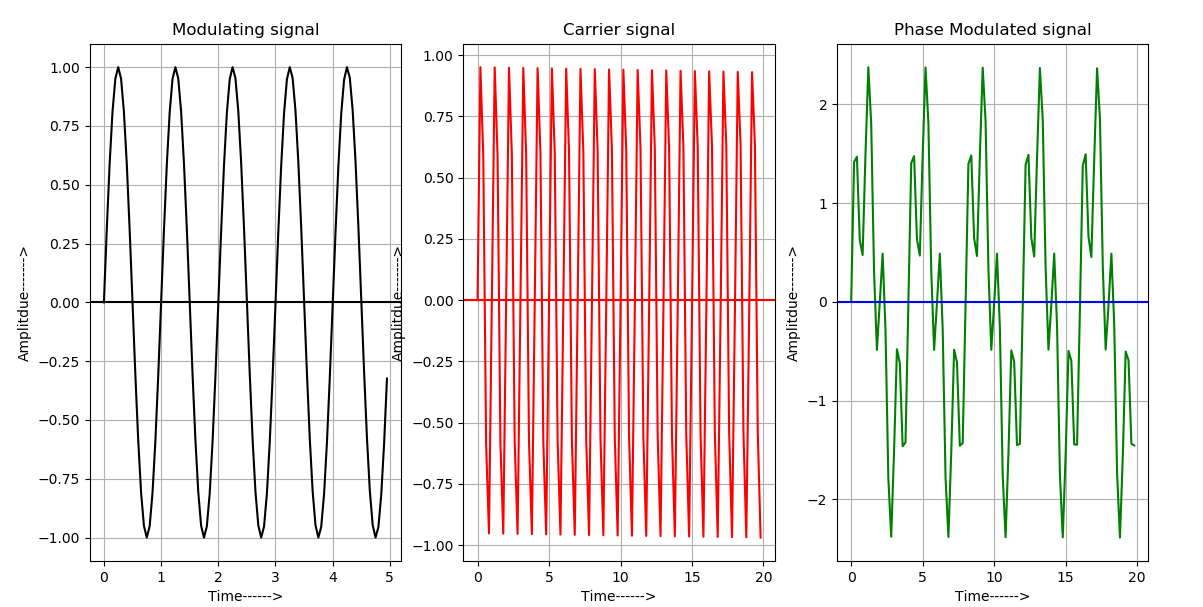 Modulating signal
1.00
0.75
0.50
0.25
0.00
−0.25
−0.50
−0.75
−1.00
Amplitdue------>
0 1 2 3 4 5
Time------>
Carrier signal
1.00
0.75
0.50
0.25
0.00
−0.25
−0.50
−0.75
−1.00
Amplitdue------>
0 5 10 15 20
Time------>
Phase Modulated signal
2
1
0
−1
−2
Amplitdue------>
0 5 10 15 20
Time------>